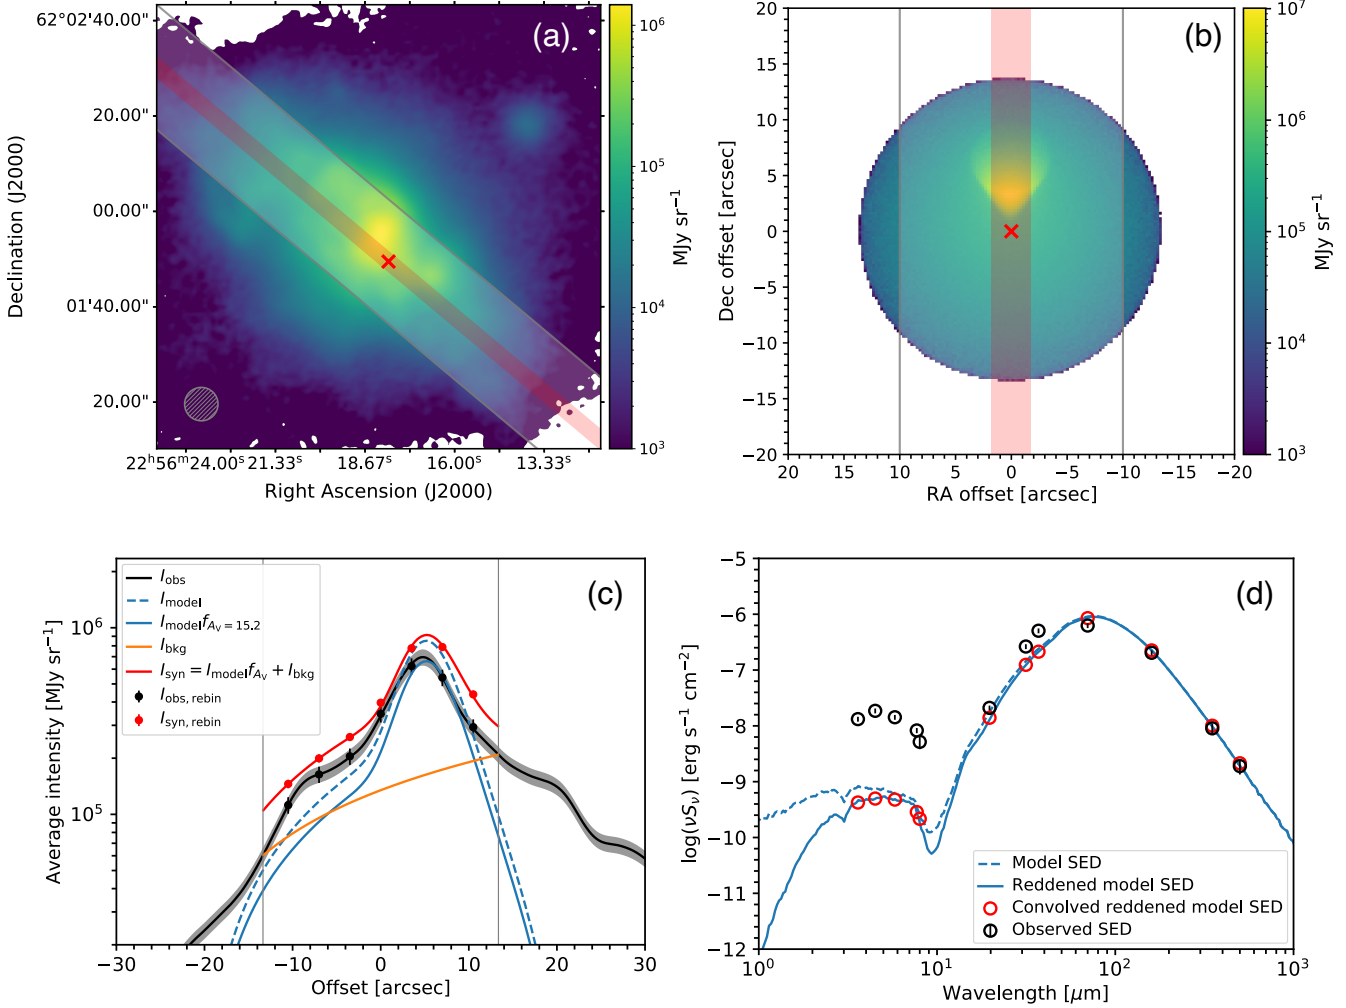 (a)
62°02'40.00"
20.00"
00.00"
01'40.00"
20.00"
Declination (J2000)
22ʰ56ᵐ24.00ˢ 21.33ˢ 18.67ˢ 16.00ˢ 13.33ˢ
Right Ascension (J2000)
10⁶
10⁵
10⁴
10³
MJy sr⁻¹
(b)
20
15
10
5
0
−5
−10
−15
−20
Dec offset [arcsec]
20 15 10 5 0 −5 −10 −15 −20
RA offset [arcsec]
10⁷
10⁶
10⁵
10⁴
10³
MJy sr⁻¹
(c)
I_obs
I_model
I_model f_{A_V = 15.2}
I_bkg
I_syn = I_model f_{A_V} + I_bkg
I_obs, rebin
I_syn, rebin
10⁶
10⁵
Average intensity [MJy sr⁻¹]
−30 −20 −10 0 10 20 30
Offset [arcsec]
(d)
−5
−6
−7
−8
−9
−10
−11
−12
log(νS_ν) [erg s⁻¹ cm⁻²]
Model SED
Reddened model SED
Convolved reddened model SED
Observed SED
10⁰ 10¹ 10² 10³
Wavelength [μm]